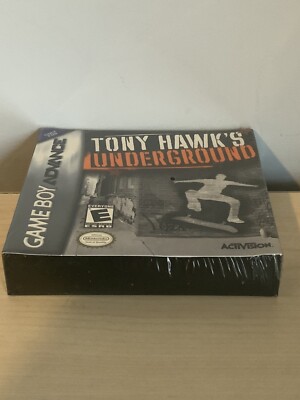 TONY HAWK'S
UNDERGROUND
GAME BOY ADVANCE
EVERYONE
E
ESRB
ACTIVISION